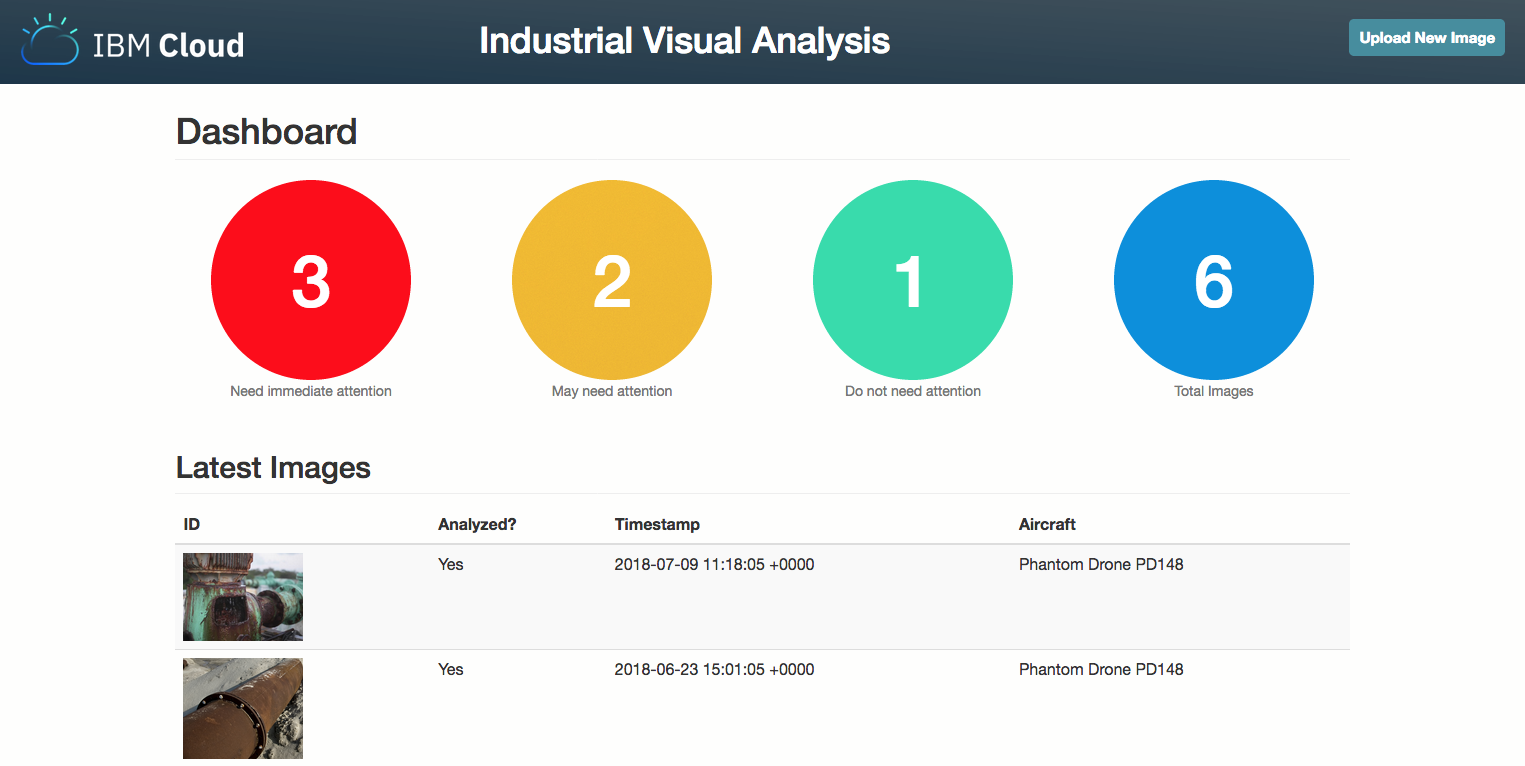 IBM Cloud
Industrial Visual Analysis
Upload New Image
Dashboard
3
2
1
6
Need immediate attention
May need attention
Do not need attention
Total Images
Latest Images
ID Analyzed? Timestamp Aircraft
Yes 2018-07-09 11:18:05 +0000 Phantom Drone PD148
Yes 2018-06-23 15:01:05 +0000 Phantom Drone PD148